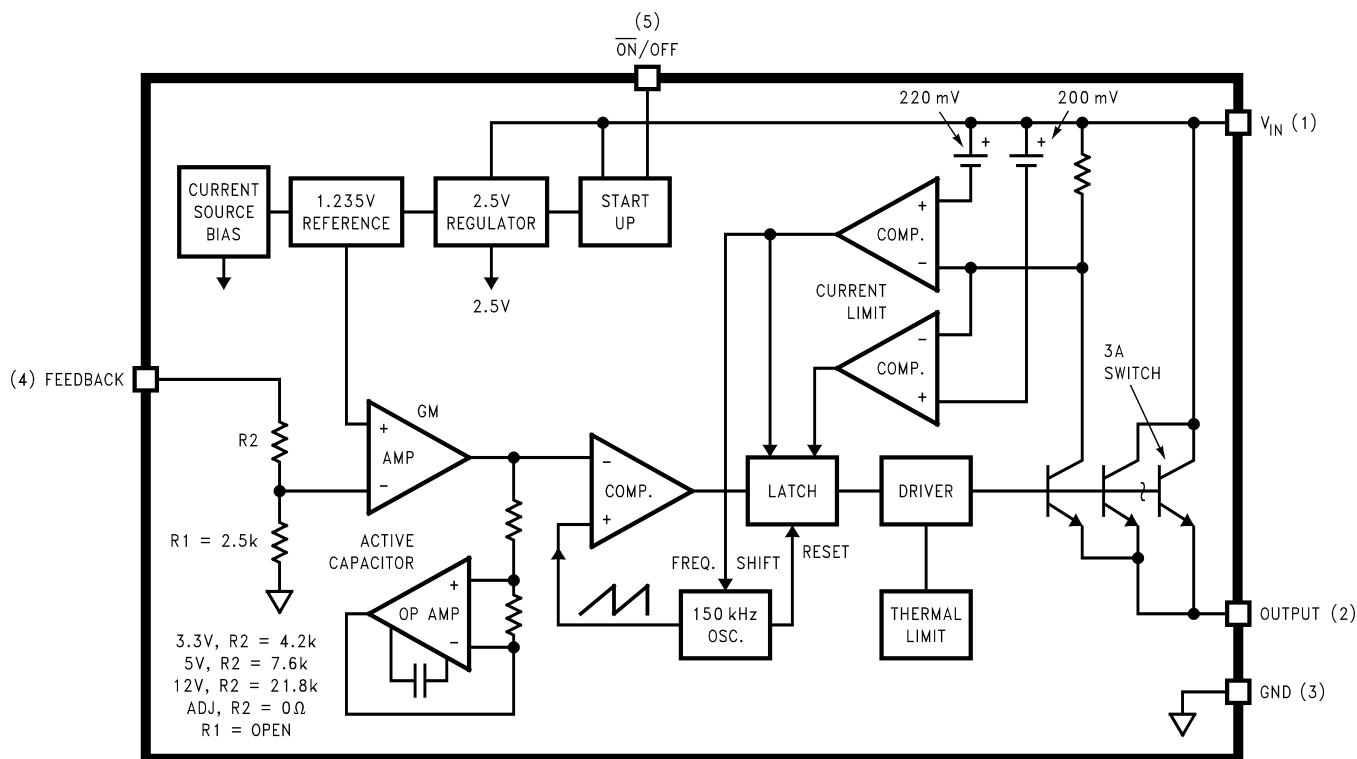 (5)
ON/OFF
220 mV
200 mV
VIN (1)
CURRENT
SOURCE
BIAS
1.235V
REFERENCE
2.5V
REGULATOR
START
UP
+
+
+
COMP.
−
CURRENT
LIMIT
2.5V
−
COMP.
+
3A
SWITCH
(4) FEEDBACK
GM
R2
+
AMP
−
−
COMP.
+
LATCH
DRIVER
R1 = 2.5k
ACTIVE
CAPACITOR
RESET
FREQ. SHIFT
+
OP AMP
−
150 kHz
OSC.
THERMAL
LIMIT
OUTPUT (2)
3.3V, R2 = 4.2k
5V, R2 = 7.6k
12V, R2 = 21.8k
ADJ, R2 = 0Ω
R1 = OPEN
GND (3)